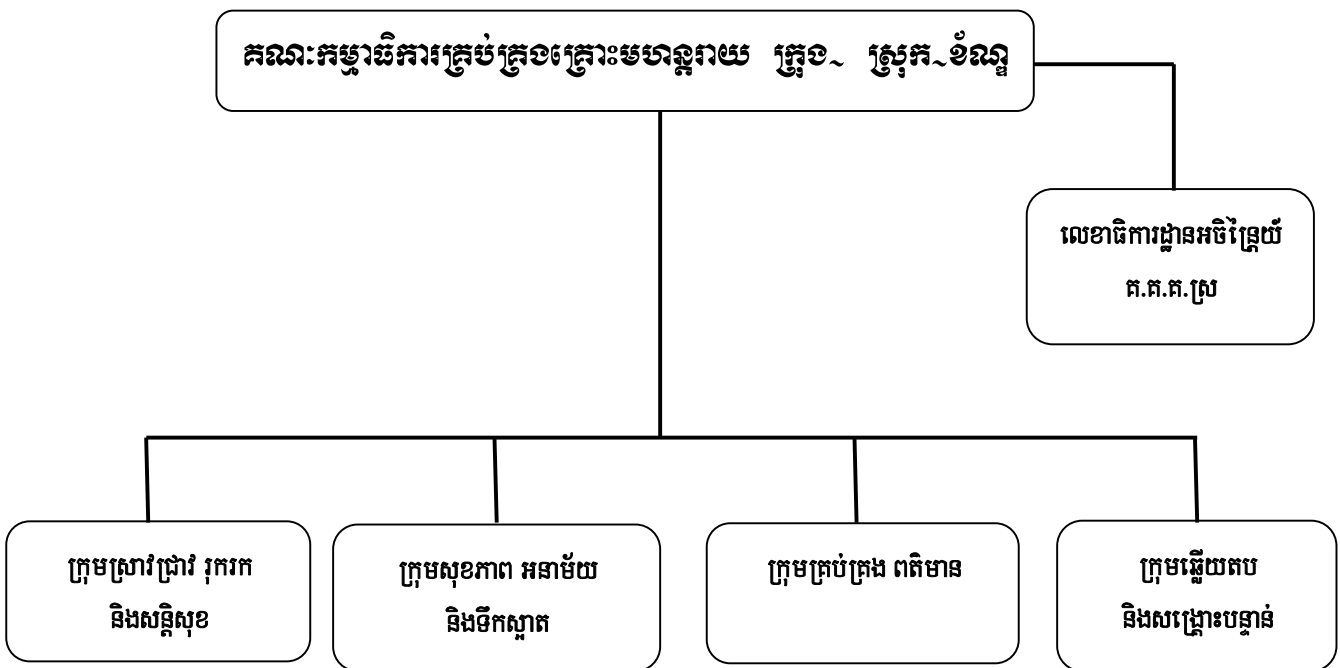 គណៈកម្មាធិការគ្រប់គ្រងគ្រោះមហន្តរាយ ក្រុង~ ស្រុក~ខ័ណ្ឌ
លេខាធិការដ្ឋានអចិន្ត្រៃយ៍
គ.គ.គ.ស្រ
ក្រុមស្រាវជ្រាវ រុករក
និងសន្តិសុខ
ក្រុមសុខភាព អនាម័យ
និងទឹកស្អាត
ក្រុមគ្រប់គ្រង ពត៌មាន
ក្រុមឆ្លើយតប
និងសង្គ្រោះបន្ទាន់